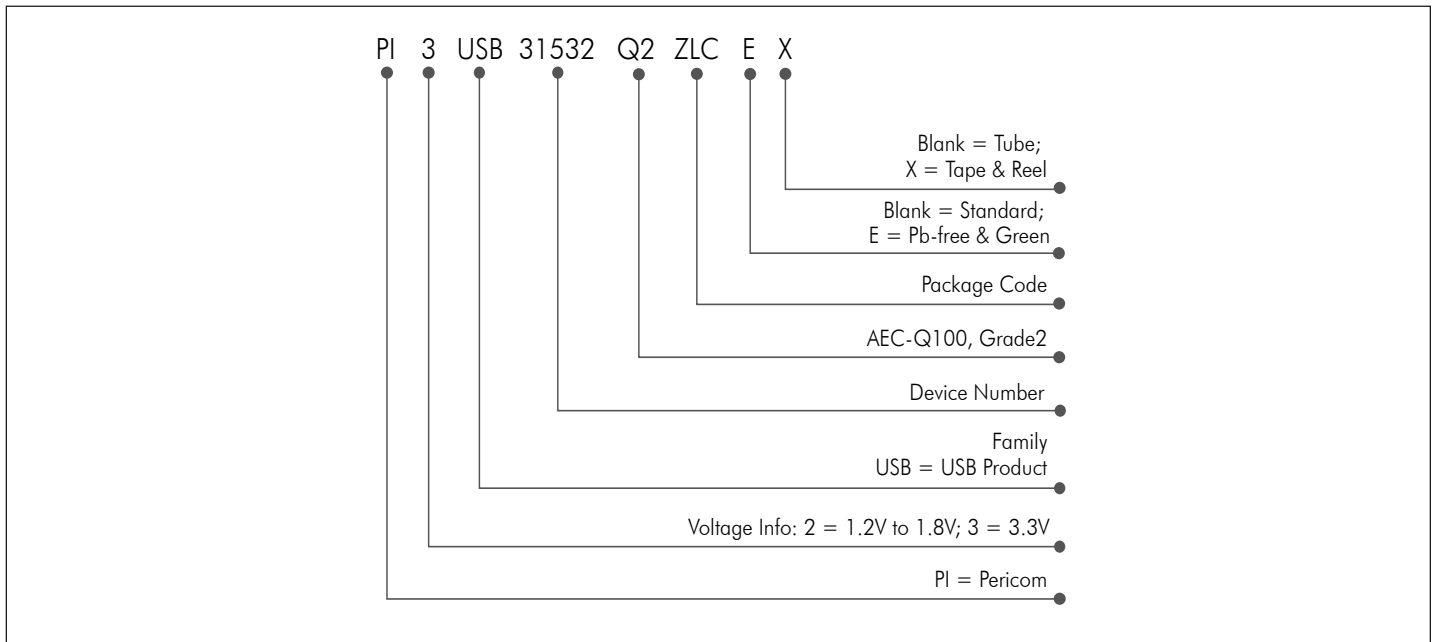 PI 3 USB 31532 Q2 ZLC E X
Blank = Tube;
X = Tape & Reel
Blank = Standard;
E = Pb-free & Green
Package Code
AEC-Q100, Grade2
Device Number
Family
USB = USB Product
Voltage Info: 2 = 1.2V to 1.8V; 3 = 3.3V
PI = Pericom